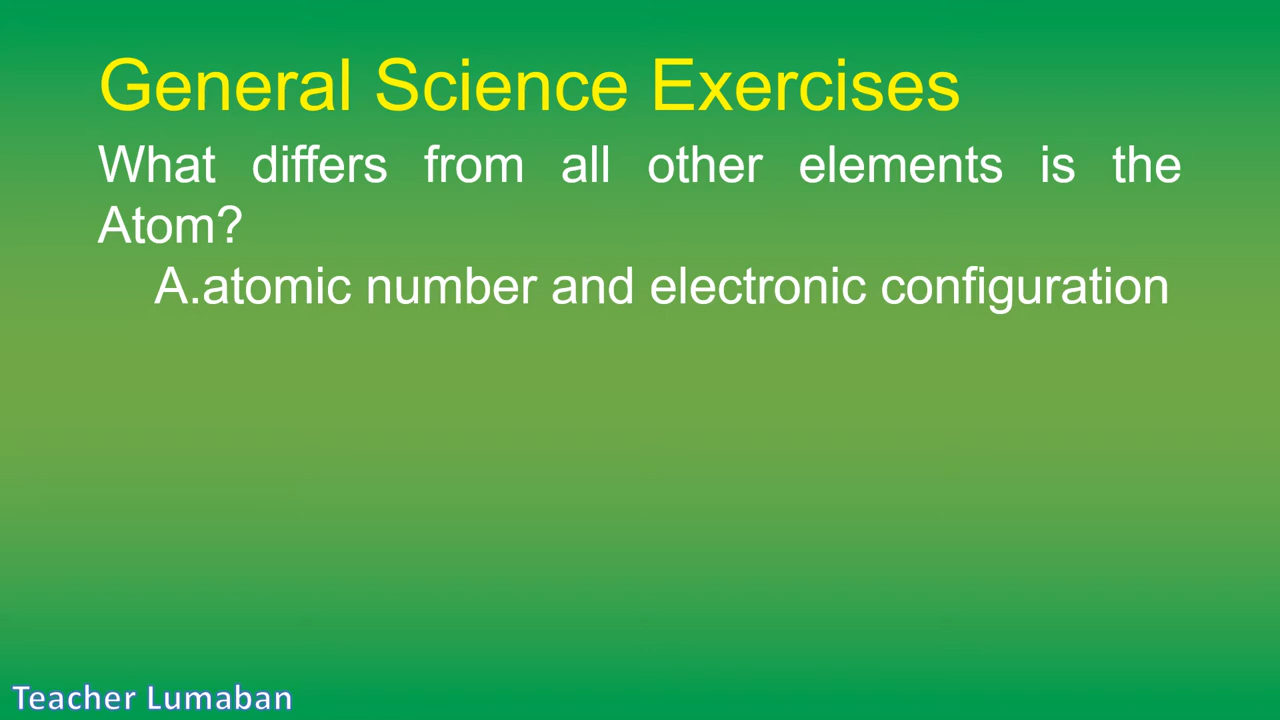 General Science Exercises
What differs from all other elements is the
Atom?
A.atomic number and electronic configuration
Teacher Lumaban